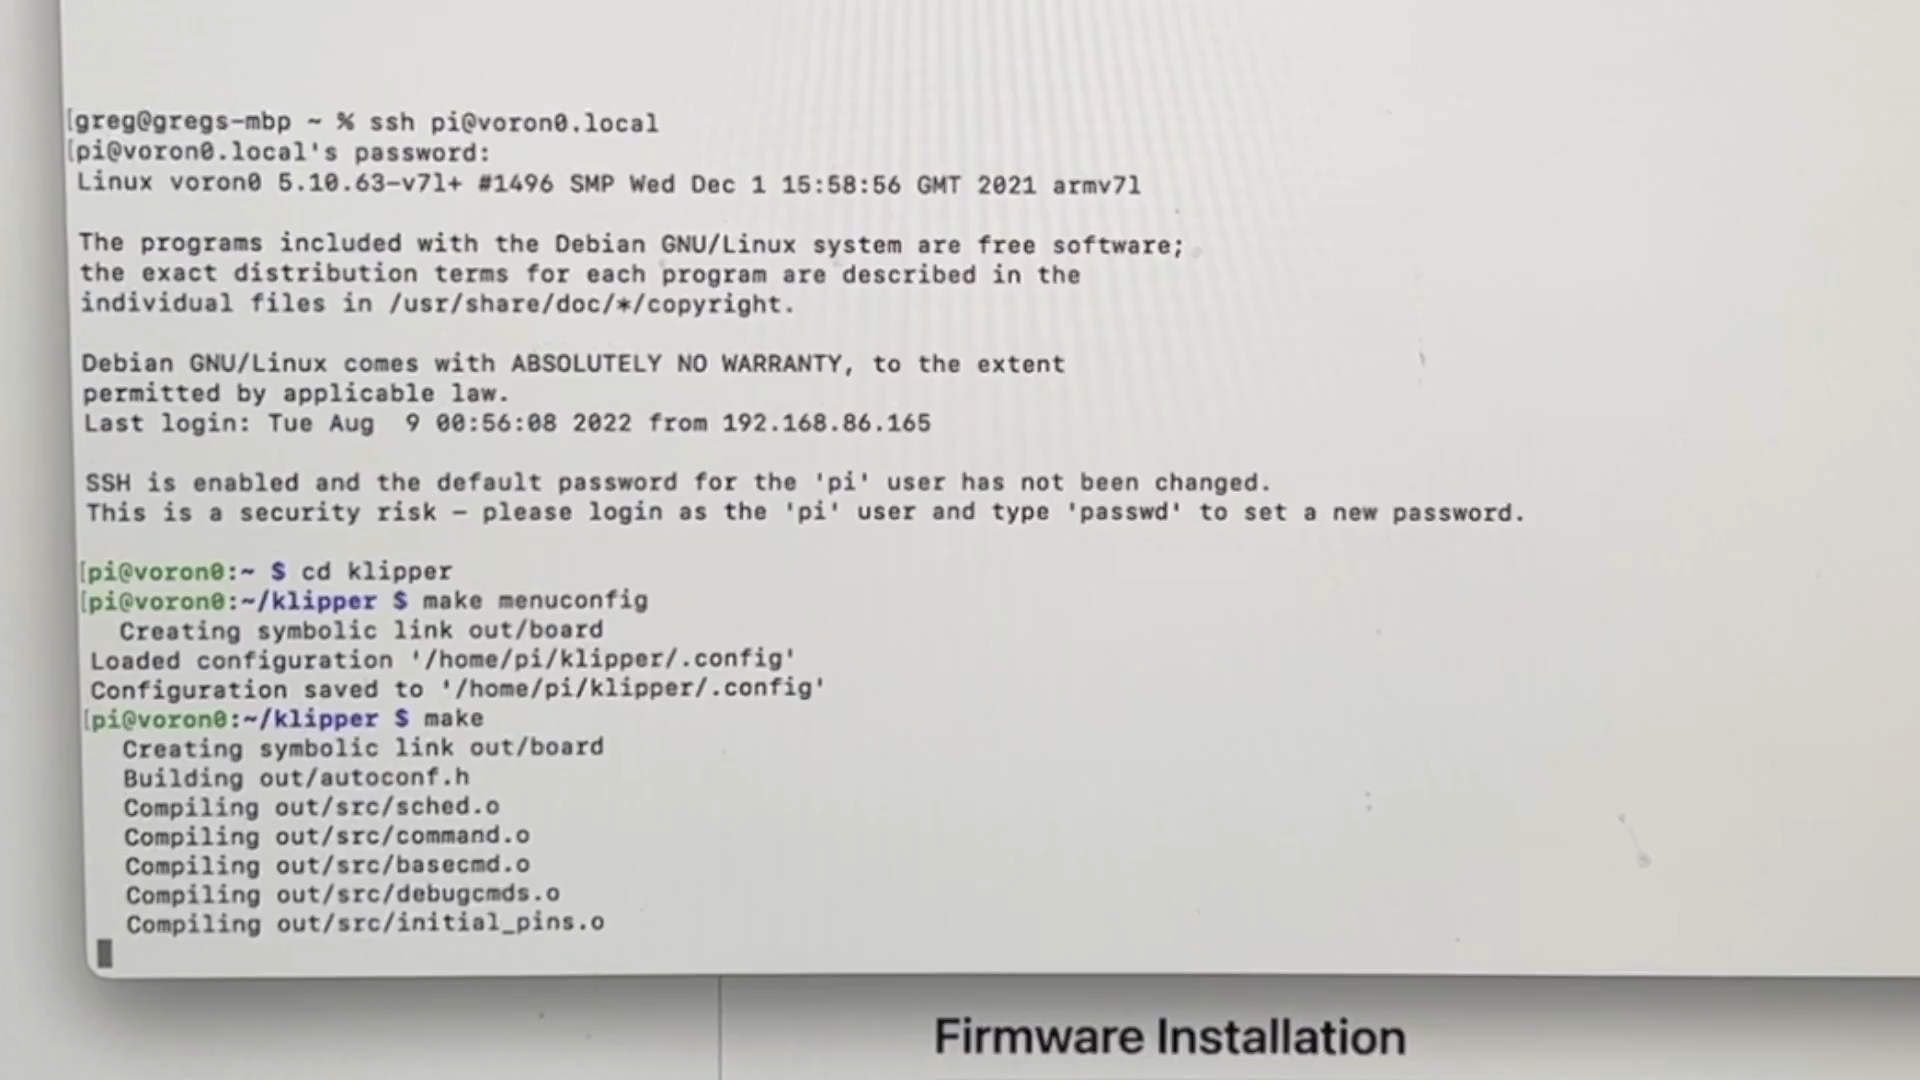 [greg@gregs-mbp ~ % ssh pi@voron0.local
[pi@voron0.local's password:
Linux voron0 5.10.63-v7l+ #1496 SMP Wed Dec 1 15:58:56 GMT 2021 armv7l
The programs included with the Debian GNU/Linux system are free software;
the exact distribution terms for each program are described in the
individual files in /usr/share/doc/*/copyright.
Debian GNU/Linux comes with ABSOLUTELY NO WARRANTY, to the extent
permitted by applicable law.
Last login: Tue Aug  9 00:56:08 2022 from 192.168.86.165
SSH is enabled and the default password for the 'pi' user has not been changed.
This is a security risk – please login as the 'pi' user and type 'passwd' to set a new password.
[pi@voron0:~ $ cd klipper
[pi@voron0:~/klipper $ make menuconfig
Creating symbolic link out/board
Loaded configuration '/home/pi/klipper/.config'
Configuration saved to '/home/pi/klipper/.config'
[pi@voron0:~/klipper $ make
Creating symbolic link out/board
Building out/autoconf.h
Compiling out/src/sched.o
Compiling out/src/command.o
Compiling out/src/basecmd.o
Compiling out/src/debugcmds.o
Compiling out/src/initial_pins.o
Firmware Installation